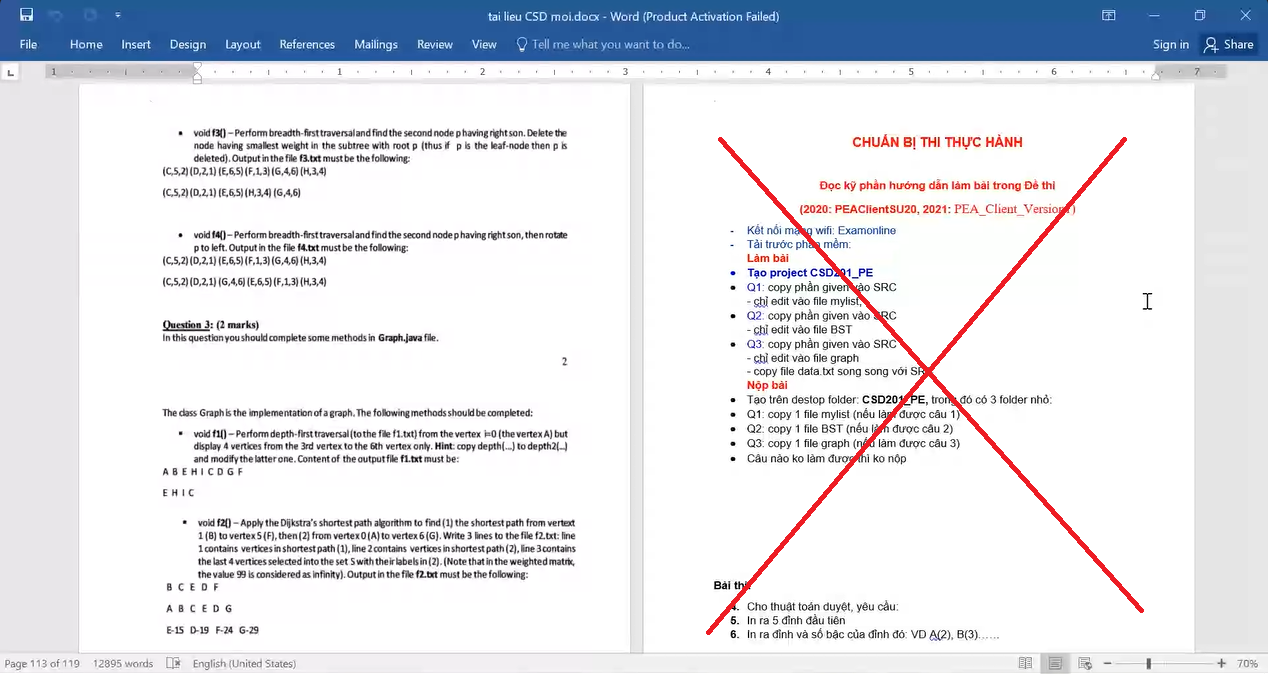 tai lieu CSD moi.docx - Word (Product Activation Failed)
File Home Insert Design Layout References Mailings Review View Tell me what you want to do... Sign in Share
1 1 2 3 4 5 6 7
• void f3() – Perform breadth-first traversal and find the second node p having right son. Delete the
node having smallest weight in the subtree with root p (thus if p is the leaf-node then p is
deleted). Output in the file f3.txt must be the following:
(C,5,2) (D,2,1) (E,6,5) (F,1,3) (G,4,6) (H,3,4)
(C,5,2) (D,2,1) (E,6,5) (H,3,4) (G,4,6)
• void f4() – Perform breadth-first traversal and find the second node p having right son, then rotate
p to left. Output in the file f4.txt must be the following:
(C,5,2) (D,2,1) (E,6,5) (F,1,3) (G,4,6) (H,3,4)
(C,5,2) (D,2,1) (G,4,6) (E,6,5) (F,1,3) (H,3,4)
Question 3: (2 marks)
In this question you should complete some methods in Graph.java file.
2
The class Graph is the implementation of a graph. The following methods should be completed:
• void f1() – Perform depth-first traversal (to the file f1.txt) from the vertex i=0 (the vertex A) but
display 4 vertices from the 3rd vertex to the 6th vertex only. Hint: copy depth(...) to depth2(...)
and modify the latter one. Content of the output file f1.txt must be:
A B E H I C D G F
E H I C
• void f2() – Apply the Dijkstra's shortest path algorithm to find (1) the shortest path from vertext
1 (B) to vertex 5 (F), then (2) from vertex 0 (A) to vertex 6 (G). Write 3 lines to the file f2.txt: line
1 contains vertices in shortest path (1), line 2 contains vertices in shortest path (2), line 3 contains
the last 4 vertices selected into the set S with their labels in (2). (Note that in the weighted matrix,
the value 99 is considered as infinity). Output in the file f2.txt must be the following:
B C E D F
A B C E D G
E-15 D-19 F-24 G-29
CHUẨN BỊ THI THỰC HÀNH
Đọc kỹ phần hướng dẫn làm bài trong Đề thi
(2020: PEAClientSU20, 2021: PEA_Client_Version1)
- Kết nối mạng wifi: Examonline
- Tải trước phần mềm:
Làm bài
• Tạo project CSD201_PE
• Q1: copy phần given vào SRC
- chỉ edit vào file mylist,
• Q2: copy phần given vào SRC
- chỉ edit vào file BST
• Q3: copy phần given vào SRC
- chỉ edit vào file graph
- copy file data.txt song song với SRC
Nộp bài
• Tạo trên destop folder: CSD201_PE, trong đó có 3 folder nhỏ:
• Q1: copy 1 file mylist (nếu làm được câu 1)
• Q2: copy 1 file BST (nếu làm được câu 2)
• Q3: copy 1 file graph (nếu làm được câu 3)
• Câu nào ko làm được thì ko nộp
Bài thi:
4. Cho thuật toán duyệt, yêu cầu:
5. In ra 5 đỉnh đầu tiên
6. In ra đỉnh và số bậc của đỉnh đó: VD A(2), B(3)……
Page 113 of 119 12895 words English (United States) 70%